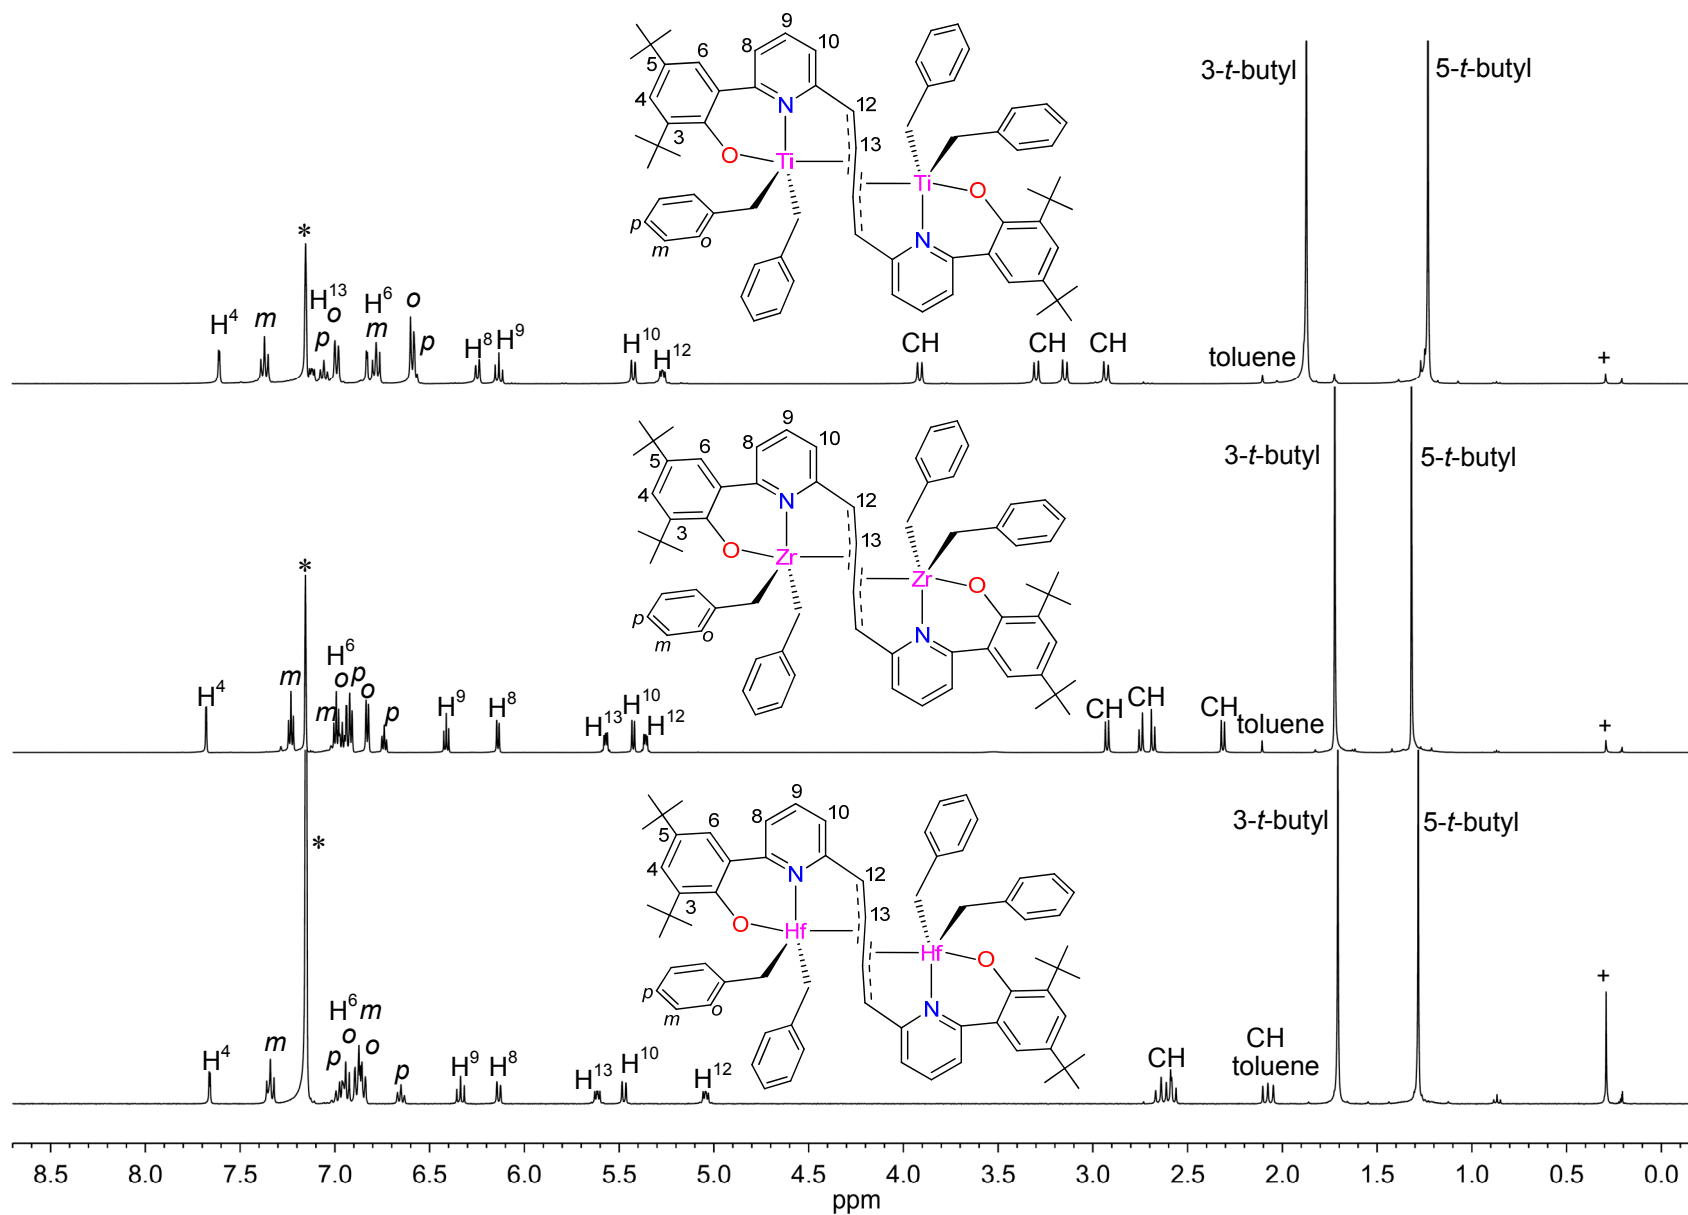 3-t-butyl 5-t-butyl
*
H4 m H13 p o H6 m o p H8 H9 H10 H12 CH CH CH toluene +
9
8 10
6
5 12
4 N
3 13
O Ti Ti O
p m o N
3-t-butyl 5-t-butyl
*
H4 m m H6 o p o p H9 H8 H13 H10 H12 CH CH CH toluene +
9
8 10
6
5 12
4 N
3 13
O Zr Zr O
p m o N
3-t-butyl 5-t-butyl
*
H4 m p H6 o m o p H9 H8 H13 H10 H12 CH CH toluene +
9
8 10
6
5 12
4 N
3 13
O Hf Hf O
p m o N
8.5 8.0 7.5 7.0 6.5 6.0 5.5 5.0 4.5 4.0 3.5 3.0 2.5 2.0 1.5 1.0 0.5 0.0
ppm